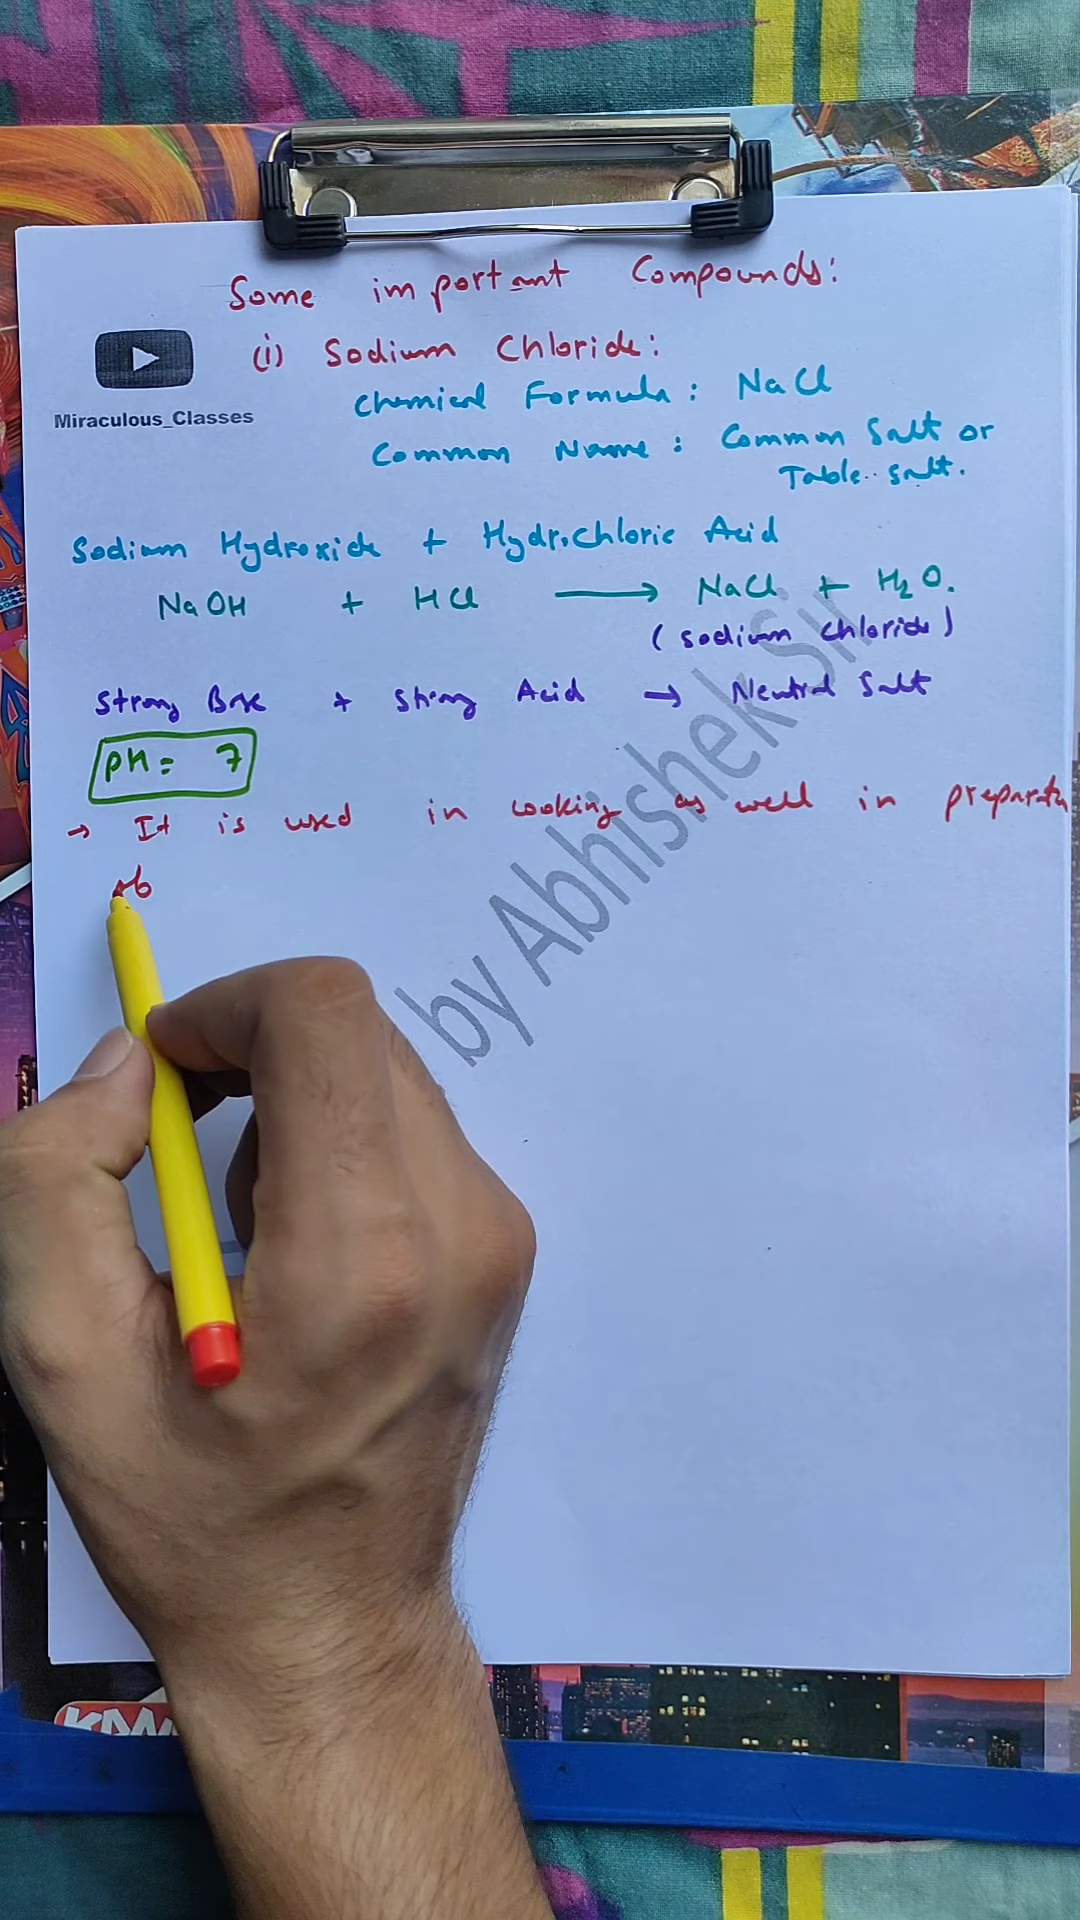 Some important Compounds:
(i) Sodium Chloride:
Miraculous_Classes
Chemical Formula: NaCl
Common Name: Common Salt or
Table salt.
Sodium Hydroxide + Hydrochloric Acid
NaOH + HCl ⟶ NaCl + H₂O.
(sodium chloride)
Strong Base + Strong Acid → Neutral Salt
PH = 7
→ It is used in cooking as well in preparation
by Abhishek Sir